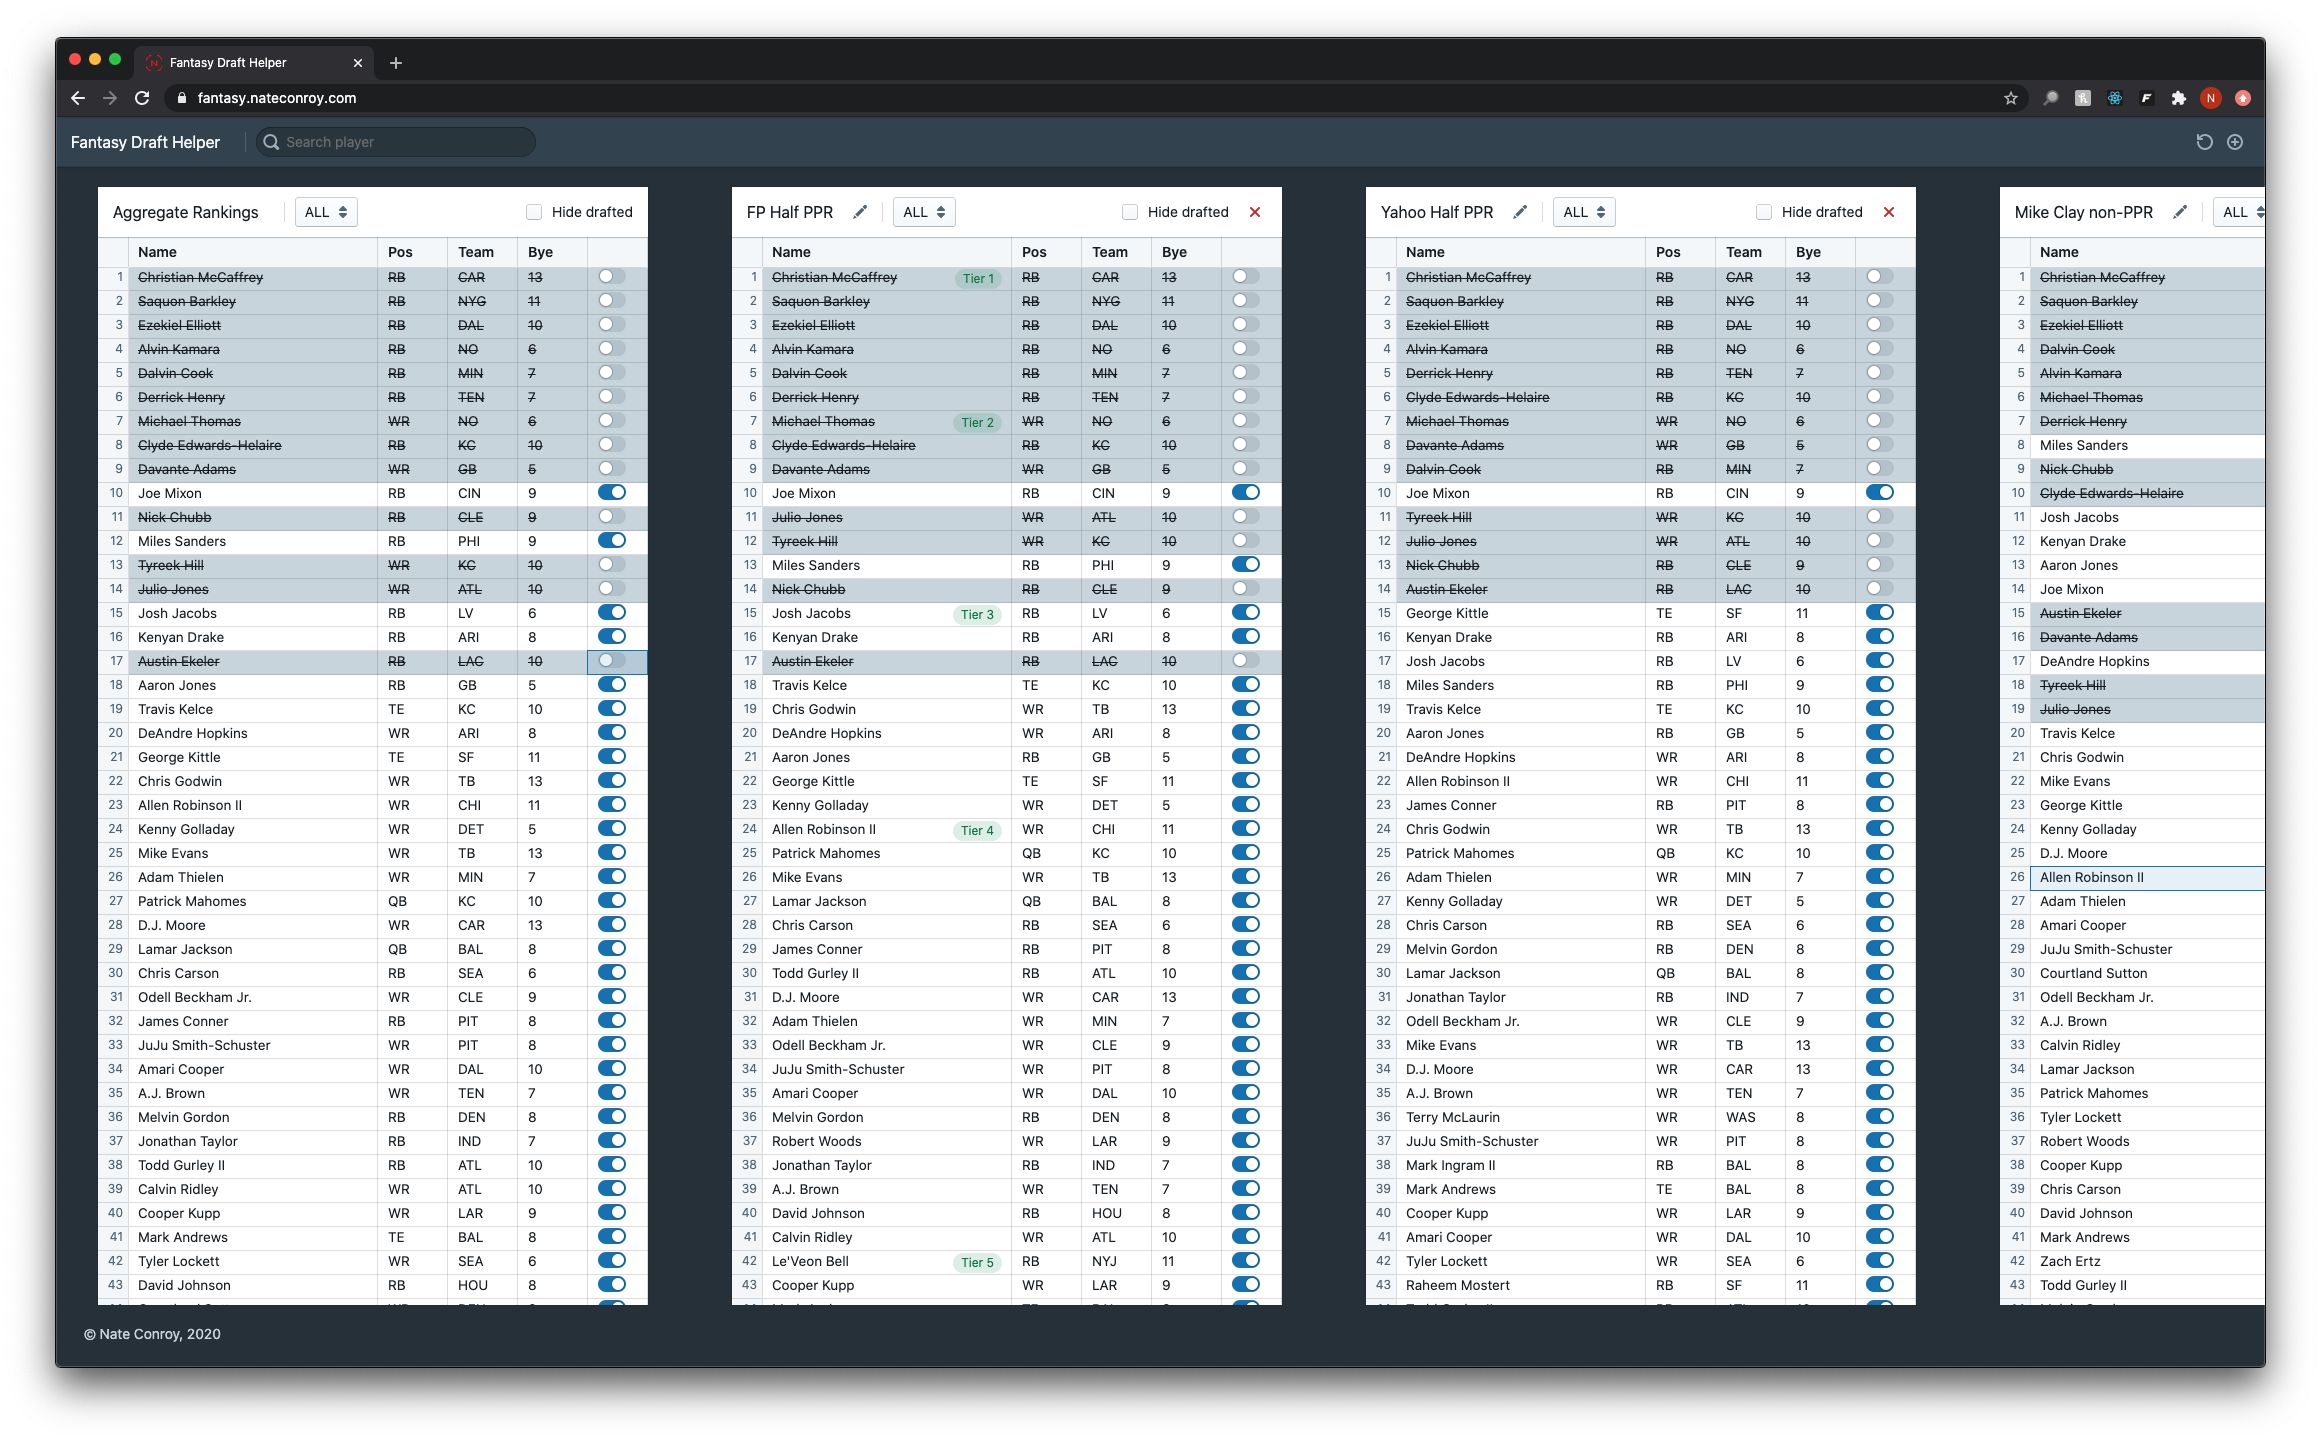 Fantasy Draft Helper
fantasy.nateconroy.com
N
Fantasy Draft Helper
Search player
Aggregate Rankings ALL Hide drafted
Name Pos Team Bye
1 Christian McCaffrey RB CAR 13
2 Saquon Barkley RB NYG 11
3 Ezekiel Elliott RB DAL 10
4 Alvin Kamara RB NO 6
5 Dalvin Cook RB MIN 7
6 Derrick Henry RB TEN 7
7 Michael Thomas WR NO 6
8 Clyde Edwards-Helaire RB KC 10
9 Davante Adams WR GB 5
10 Joe Mixon RB CIN 9
11 Nick Chubb RB CLE 9
12 Miles Sanders RB PHI 9
13 Tyreek Hill WR KC 10
14 Julio Jones WR ATL 10
15 Josh Jacobs RB LV 6
16 Kenyan Drake RB ARI 8
17 Austin Ekeler RB LAC 10
18 Aaron Jones RB GB 5
19 Travis Kelce TE KC 10
20 DeAndre Hopkins WR ARI 8
21 George Kittle TE SF 11
22 Chris Godwin WR TB 13
23 Allen Robinson II WR CHI 11
24 Kenny Golladay WR DET 5
25 Mike Evans WR TB 13
26 Adam Thielen WR MIN 7
27 Patrick Mahomes QB KC 10
28 D.J. Moore WR CAR 13
29 Lamar Jackson QB BAL 8
30 Chris Carson RB SEA 6
31 Odell Beckham Jr. WR CLE 9
32 James Conner RB PIT 8
33 JuJu Smith-Schuster WR PIT 8
34 Amari Cooper WR DAL 10
35 A.J. Brown WR TEN 7
36 Melvin Gordon RB DEN 8
37 Jonathan Taylor RB IND 7
38 Todd Gurley II RB ATL 10
39 Calvin Ridley WR ATL 10
40 Cooper Kupp WR LAR 9
41 Mark Andrews TE BAL 8
42 Tyler Lockett WR SEA 6
43 David Johnson RB HOU 8
FP Half PPR ALL Hide drafted
Name Pos Team Bye
1 Christian McCaffrey Tier 1 RB CAR 13
2 Saquon Barkley RB NYG 11
3 Ezekiel Elliott RB DAL 10
4 Alvin Kamara RB NO 6
5 Dalvin Cook RB MIN 7
6 Derrick Henry RB TEN 7
7 Michael Thomas Tier 2 WR NO 6
8 Clyde Edwards-Helaire RB KC 10
9 Davante Adams WR GB 5
10 Joe Mixon RB CIN 9
11 Julio Jones WR ATL 10
12 Tyreek Hill WR KC 10
13 Miles Sanders RB PHI 9
14 Nick Chubb RB CLE 9
15 Josh Jacobs Tier 3 RB LV 6
16 Kenyan Drake RB ARI 8
17 Austin Ekeler RB LAC 10
18 Travis Kelce TE KC 10
19 Chris Godwin WR TB 13
20 DeAndre Hopkins WR ARI 8
21 Aaron Jones RB GB 5
22 George Kittle TE SF 11
23 Kenny Golladay WR DET 5
24 Allen Robinson II Tier 4 WR CHI 11
25 Patrick Mahomes QB KC 10
26 Mike Evans WR TB 13
27 Lamar Jackson QB BAL 8
28 Chris Carson RB SEA 6
29 James Conner RB PIT 8
30 Todd Gurley II RB ATL 10
31 D.J. Moore WR CAR 13
32 Adam Thielen WR MIN 7
33 Odell Beckham Jr. WR CLE 9
34 JuJu Smith-Schuster WR PIT 8
35 Amari Cooper WR DAL 10
36 Melvin Gordon RB DEN 8
37 Robert Woods WR LAR 9
38 Jonathan Taylor RB IND 7
39 A.J. Brown WR TEN 7
40 David Johnson RB HOU 8
41 Calvin Ridley WR ATL 10
42 Le'Veon Bell Tier 5 RB NYJ 11
43 Cooper Kupp WR LAR 9
Yahoo Half PPR ALL Hide drafted
Name Pos Team Bye
1 Christian McCaffrey RB CAR 13
2 Saquon Barkley RB NYG 11
3 Ezekiel Elliott RB DAL 10
4 Alvin Kamara RB NO 6
5 Derrick Henry RB TEN 7
6 Clyde Edwards-Helaire RB KC 10
7 Michael Thomas WR NO 6
8 Davante Adams WR GB 5
9 Dalvin Cook RB MIN 7
10 Joe Mixon RB CIN 9
11 Tyreek Hill WR KC 10
12 Julio Jones WR ATL 10
13 Nick Chubb RB CLE 9
14 Austin Ekeler RB LAC 10
15 George Kittle TE SF 11
16 Kenyan Drake RB ARI 8
17 Josh Jacobs RB LV 6
18 Miles Sanders RB PHI 9
19 Travis Kelce TE KC 10
20 Aaron Jones RB GB 5
21 DeAndre Hopkins WR ARI 8
22 Allen Robinson II WR CHI 11
23 James Conner RB PIT 8
24 Chris Godwin WR TB 13
25 Patrick Mahomes QB KC 10
26 Adam Thielen WR MIN 7
27 Kenny Golladay WR DET 5
28 Chris Carson RB SEA 6
29 Melvin Gordon RB DEN 8
30 Lamar Jackson QB BAL 8
31 Jonathan Taylor RB IND 7
32 Odell Beckham Jr. WR CLE 9
33 Mike Evans WR TB 13
34 D.J. Moore WR CAR 13
35 A.J. Brown WR TEN 7
36 Terry McLaurin WR WAS 8
37 JuJu Smith-Schuster WR PIT 8
38 Mark Ingram II RB BAL 8
39 Mark Andrews TE BAL 8
40 Cooper Kupp WR LAR 9
41 Amari Cooper WR DAL 10
42 Tyler Lockett WR SEA 6
43 Raheem Mostert RB SF 11
Mike Clay non-PPR ALL
Name
1 Christian McCaffrey
2 Saquon Barkley
3 Ezekiel Elliott
4 Dalvin Cook
5 Alvin Kamara
6 Michael Thomas
7 Derrick Henry
8 Miles Sanders
9 Nick Chubb
10 Clyde Edwards-Helaire
11 Josh Jacobs
12 Kenyan Drake
13 Aaron Jones
14 Joe Mixon
15 Austin Ekeler
16 Davante Adams
17 DeAndre Hopkins
18 Tyreek Hill
19 Julio Jones
20 Travis Kelce
21 Chris Godwin
22 Mike Evans
23 George Kittle
24 Kenny Golladay
25 D.J. Moore
26 Allen Robinson II
27 Adam Thielen
28 Amari Cooper
29 JuJu Smith-Schuster
30 Courtland Sutton
31 Odell Beckham Jr.
32 A.J. Brown
33 Calvin Ridley
34 Lamar Jackson
35 Patrick Mahomes
36 Tyler Lockett
37 Robert Woods
38 Cooper Kupp
39 Chris Carson
40 David Johnson
41 Mark Andrews
42 Zach Ertz
43 Todd Gurley II
© Nate Conroy, 2020